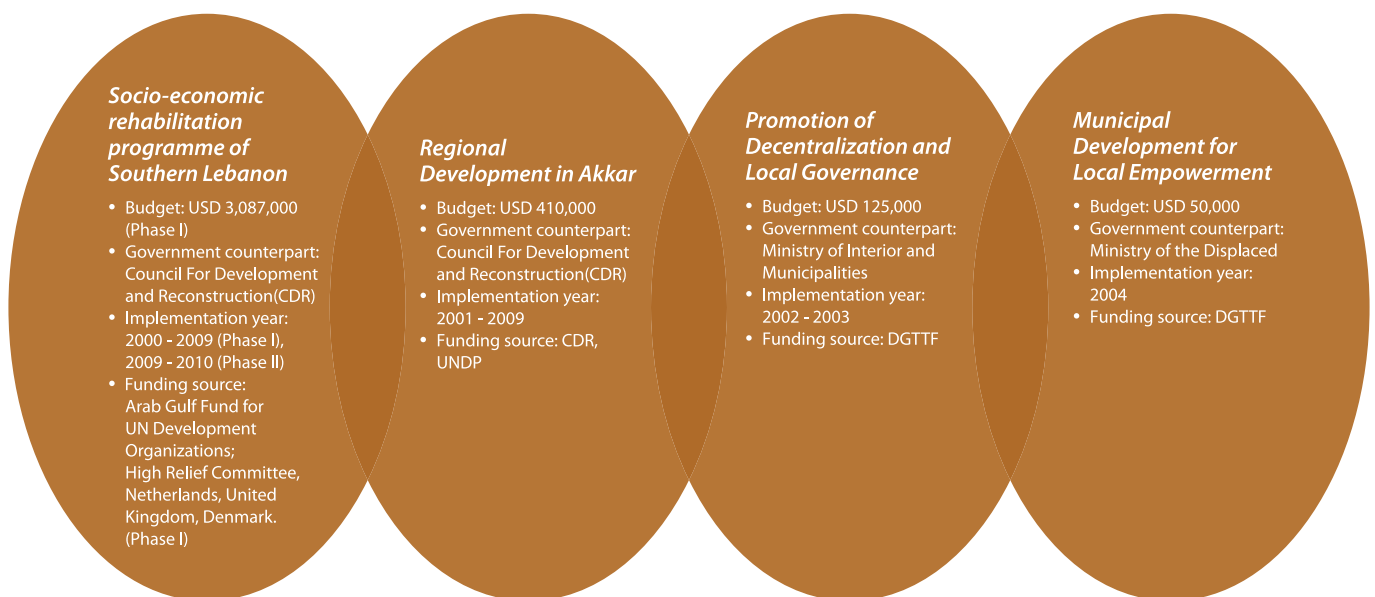 Socio-economic
rehabilitation
programme of
Southern Lebanon
• Budget: USD 3,087,000
(Phase I)
• Government counterpart:
Council For Development
and Reconstruction(CDR)
• Implementation year:
2000 - 2009 (Phase I),
2009 - 2010 (Phase II)
• Funding source:
Arab Gulf Fund for
UN Development
Organizations;
High Relief Committee,
Netherlands, United
Kingdom, Denmark.
(Phase I)
Regional
Development in Akkar
• Budget: USD 410,000
• Government counterpart:
Council For Development
and Reconstruction(CDR)
• Implementation year:
2001 - 2009
• Funding source: CDR,
UNDP
Promotion of
Decentralization and
Local Governance
• Budget: USD 125,000
• Government counterpart:
Ministry of Interior and
Municipalities
• Implementation year:
2002 - 2003
• Funding source: DGTTF
Municipal
Development for
Local Empowerment
• Budget: USD 50,000
• Government counterpart:
Ministry of the Displaced
• Implementation year:
2004
• Funding source: DGTTF